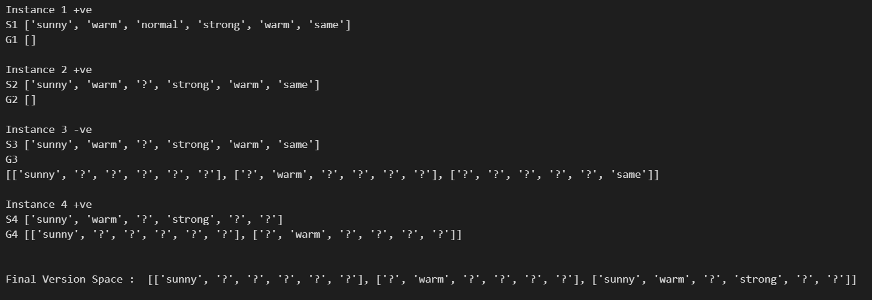 Instance 1 +ve
S1 ['sunny', 'warm', 'normal', 'strong', 'warm', 'same']
G1 []
Instance 2 +ve
S2 ['sunny', 'warm', '?', 'strong', 'warm', 'same']
G2 []
Instance 3 -ve
S3 ['sunny', 'warm', '?', 'strong', 'warm', 'same']
G3
[['sunny', '?', '?', '?', '?', '?'], ['?', 'warm', '?', '?', '?', '?'], ['?', '?', '?', '?', '?', 'same']]
Instance 4 +ve
S4 ['sunny', 'warm', '?', 'strong', '?', '?']
G4 [['sunny', '?', '?', '?', '?', '?'], ['?', 'warm', '?', '?', '?', '?']]
Final Version Space :  [['sunny', '?', '?', '?', '?', '?'], ['?', 'warm', '?', '?', '?', '?'], ['sunny', 'warm', '?', 'strong', '?', '?']]